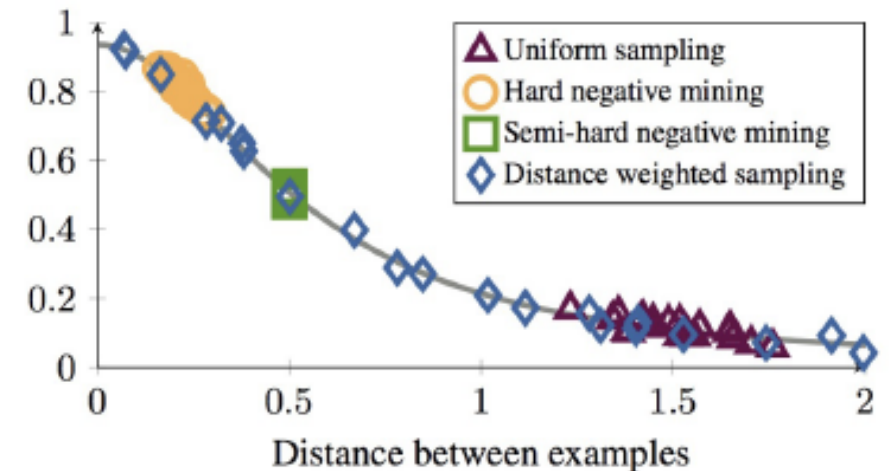 1
0.8
0.6
0.4
0.2
0
0 0.5 1 1.5 2
Distance between examples
Uniform sampling
Hard negative mining
Semi-hard negative mining
Distance weighted sampling